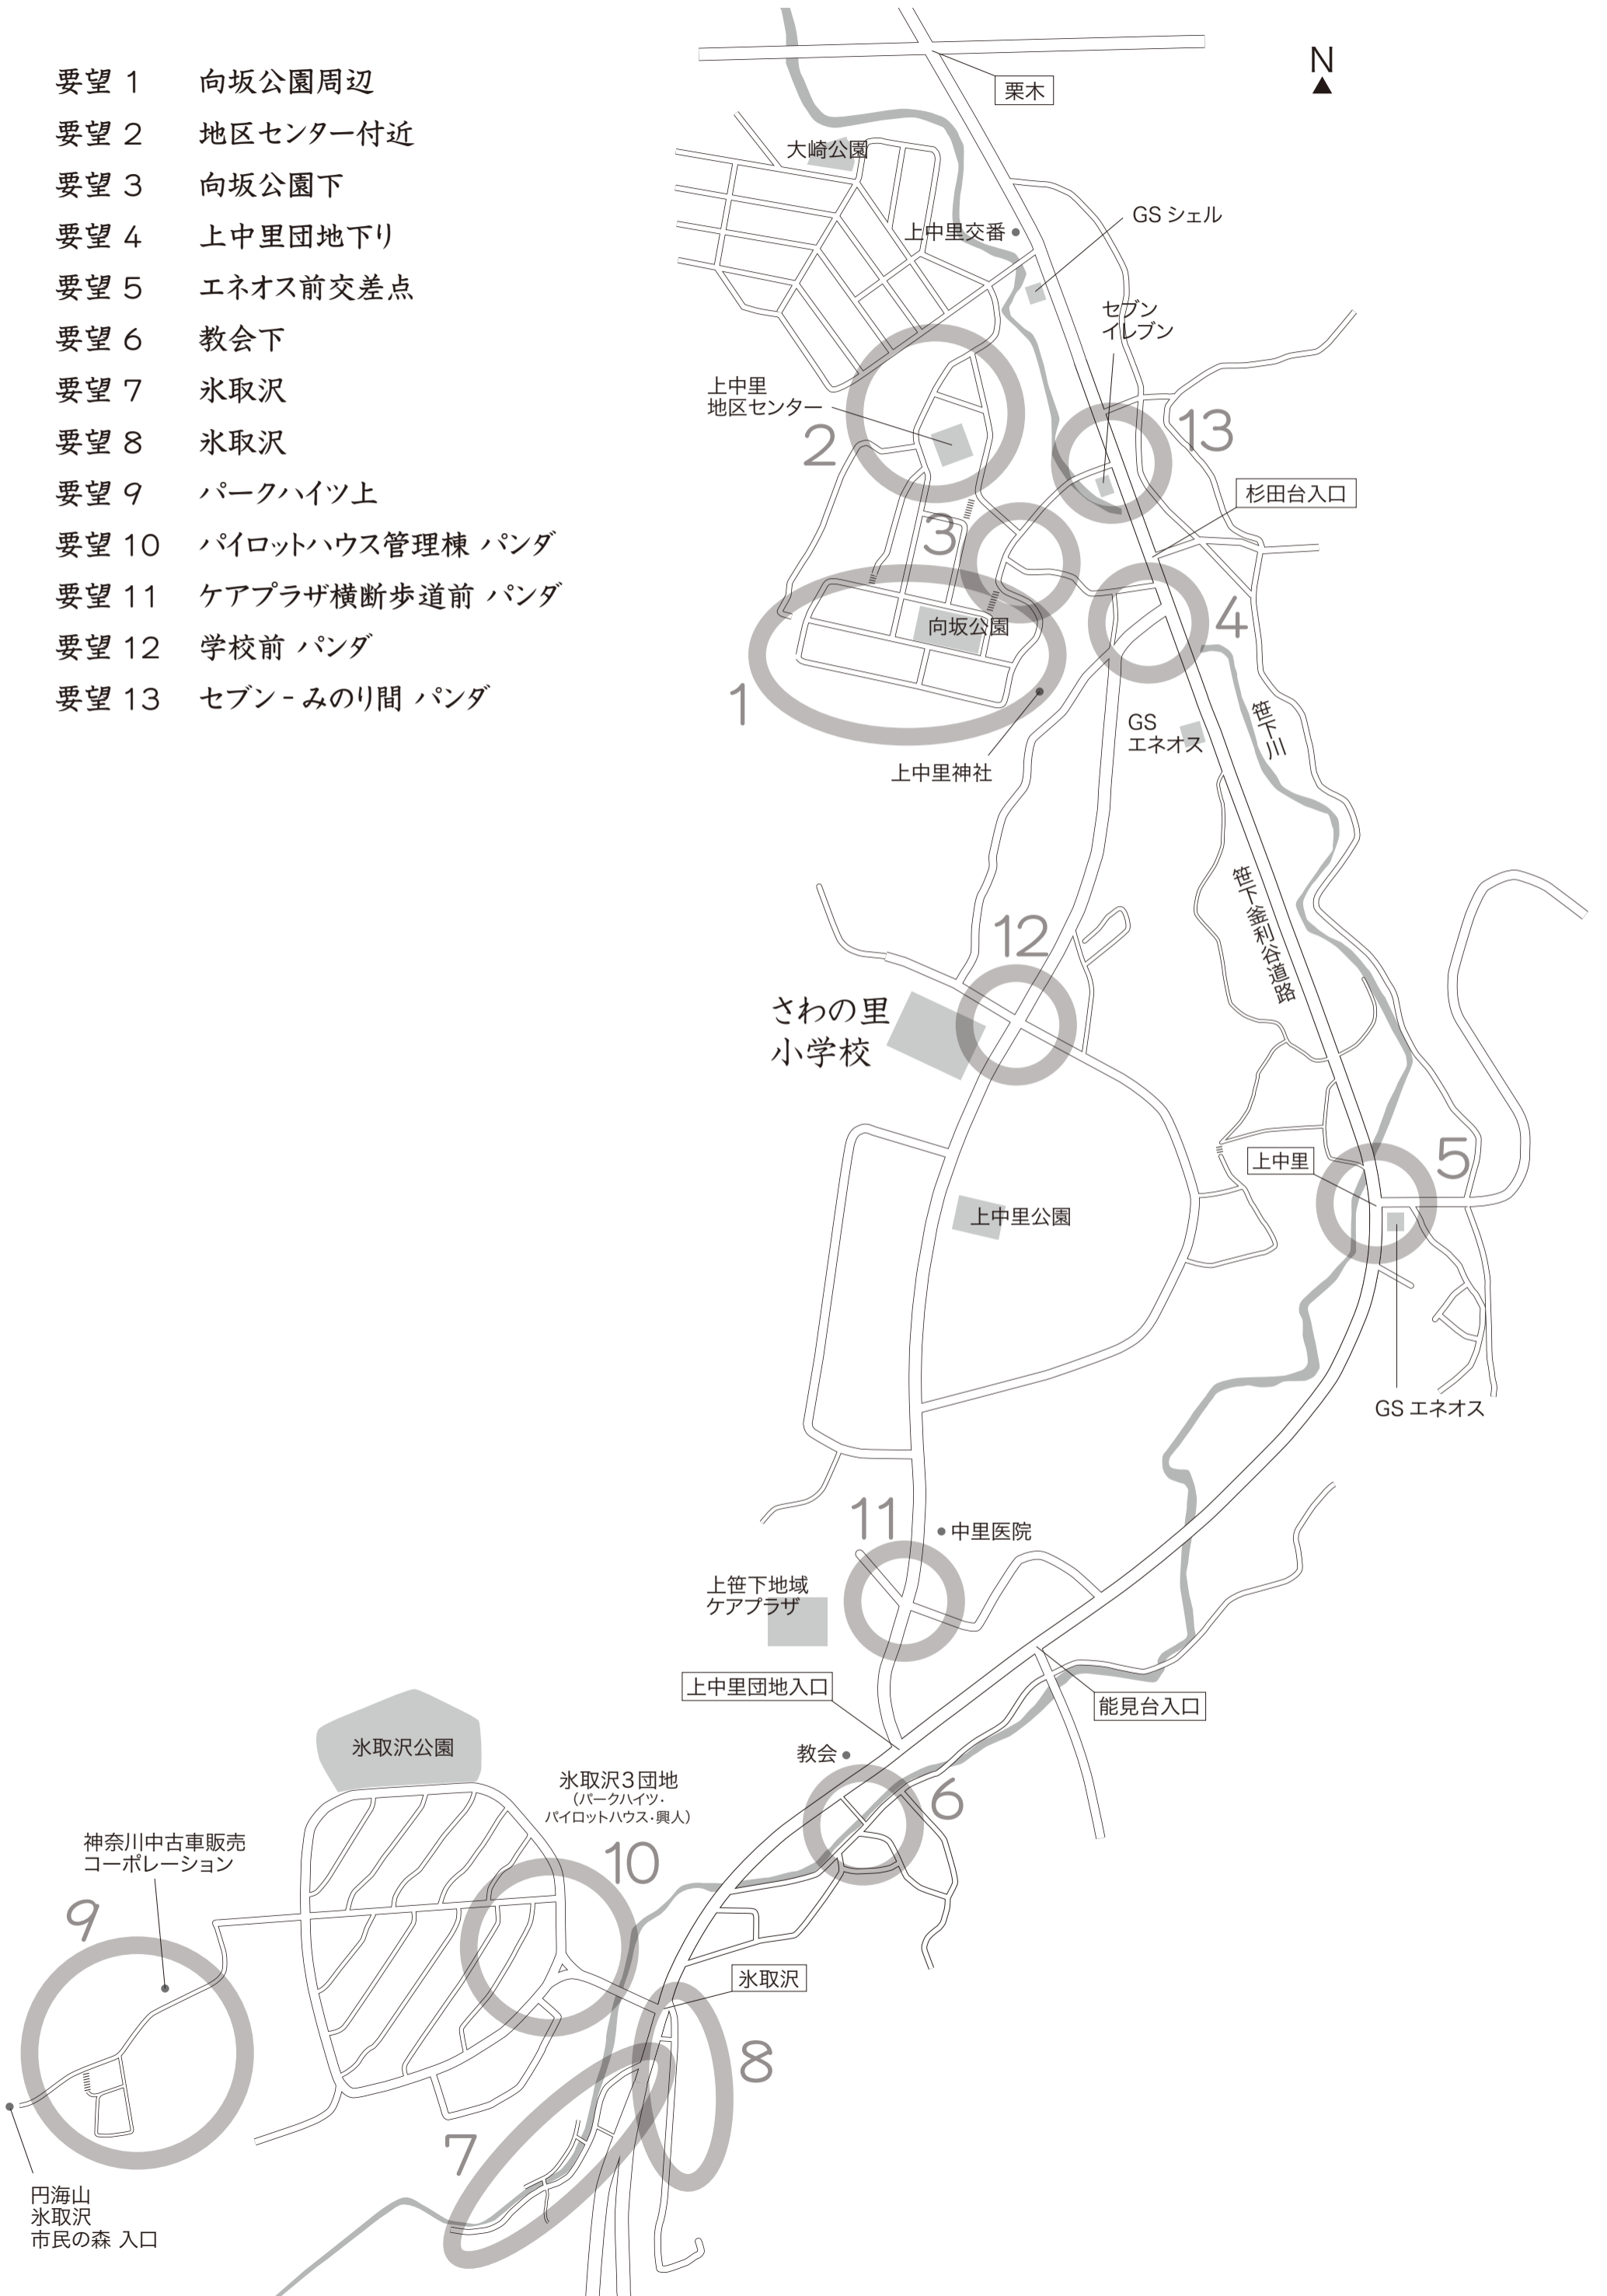 要望 1 向坂公園周辺
要望 2 地区センター付近
要望 3 向坂公園下
要望 4 上中里団地下り
要望 5 エネオス前交差点
要望 6 教会下
要望 7 氷取沢
要望 8 氷取沢
要望 9 パークハイツ上
要望 10 パイロットハウス管理棟 パンダ
要望 11 ケアプラザ横断歩道前 パンダ
要望 12 学校前 パンダ
要望 13 セブン - みのり間 パンダ
N
栗木
大崎公園
GS シェル
上中里交番
セブン
イレブン
上中里
地区センター
2
13
杉田台入口
3
4
向坂公園
1
GS
エネオス
笹下川
上中里神社
笹下釜利谷道路
12
さわの里
小学校
5
上中里
上中里公園
GS エネオス
11
中里医院
上笹下地域
ケアプラザ
上中里団地入口
能見台入口
氷取沢公園
教会
6
氷取沢3団地
(パークハイツ・
パイロットハウス・興人)
10
神奈川中古車販売
コーポレーション
9
氷取沢
8
7
円海山
氷取沢
市民の森 入口